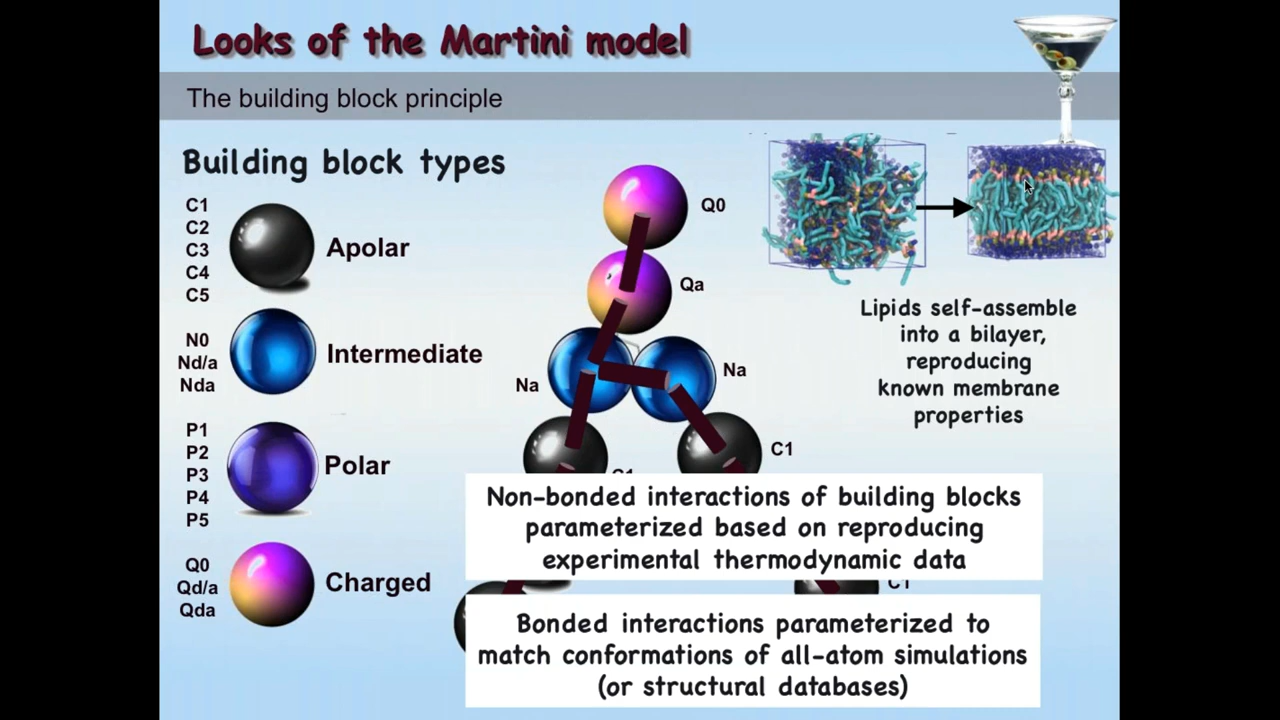 Looks of the Martini model
The building block principle
Building block types
C1
C2
C3
C4
C5
Apolar
N0
Nd/a
Nda
Intermediate
P1
P2
P3
P4
P5
Polar
Q0
Qd/a
Qda
Charged
Q0
Qa
Na
Na
C1
C1
Lipids self-assemble
into a bilayer,
reproducing
known membrane
properties
Non-bonded interactions of building blocks
parameterized based on reproducing
experimental thermodynamic data
C1
Bonded interactions parameterized to
match conformations of all-atom simulations
(or structural databases)